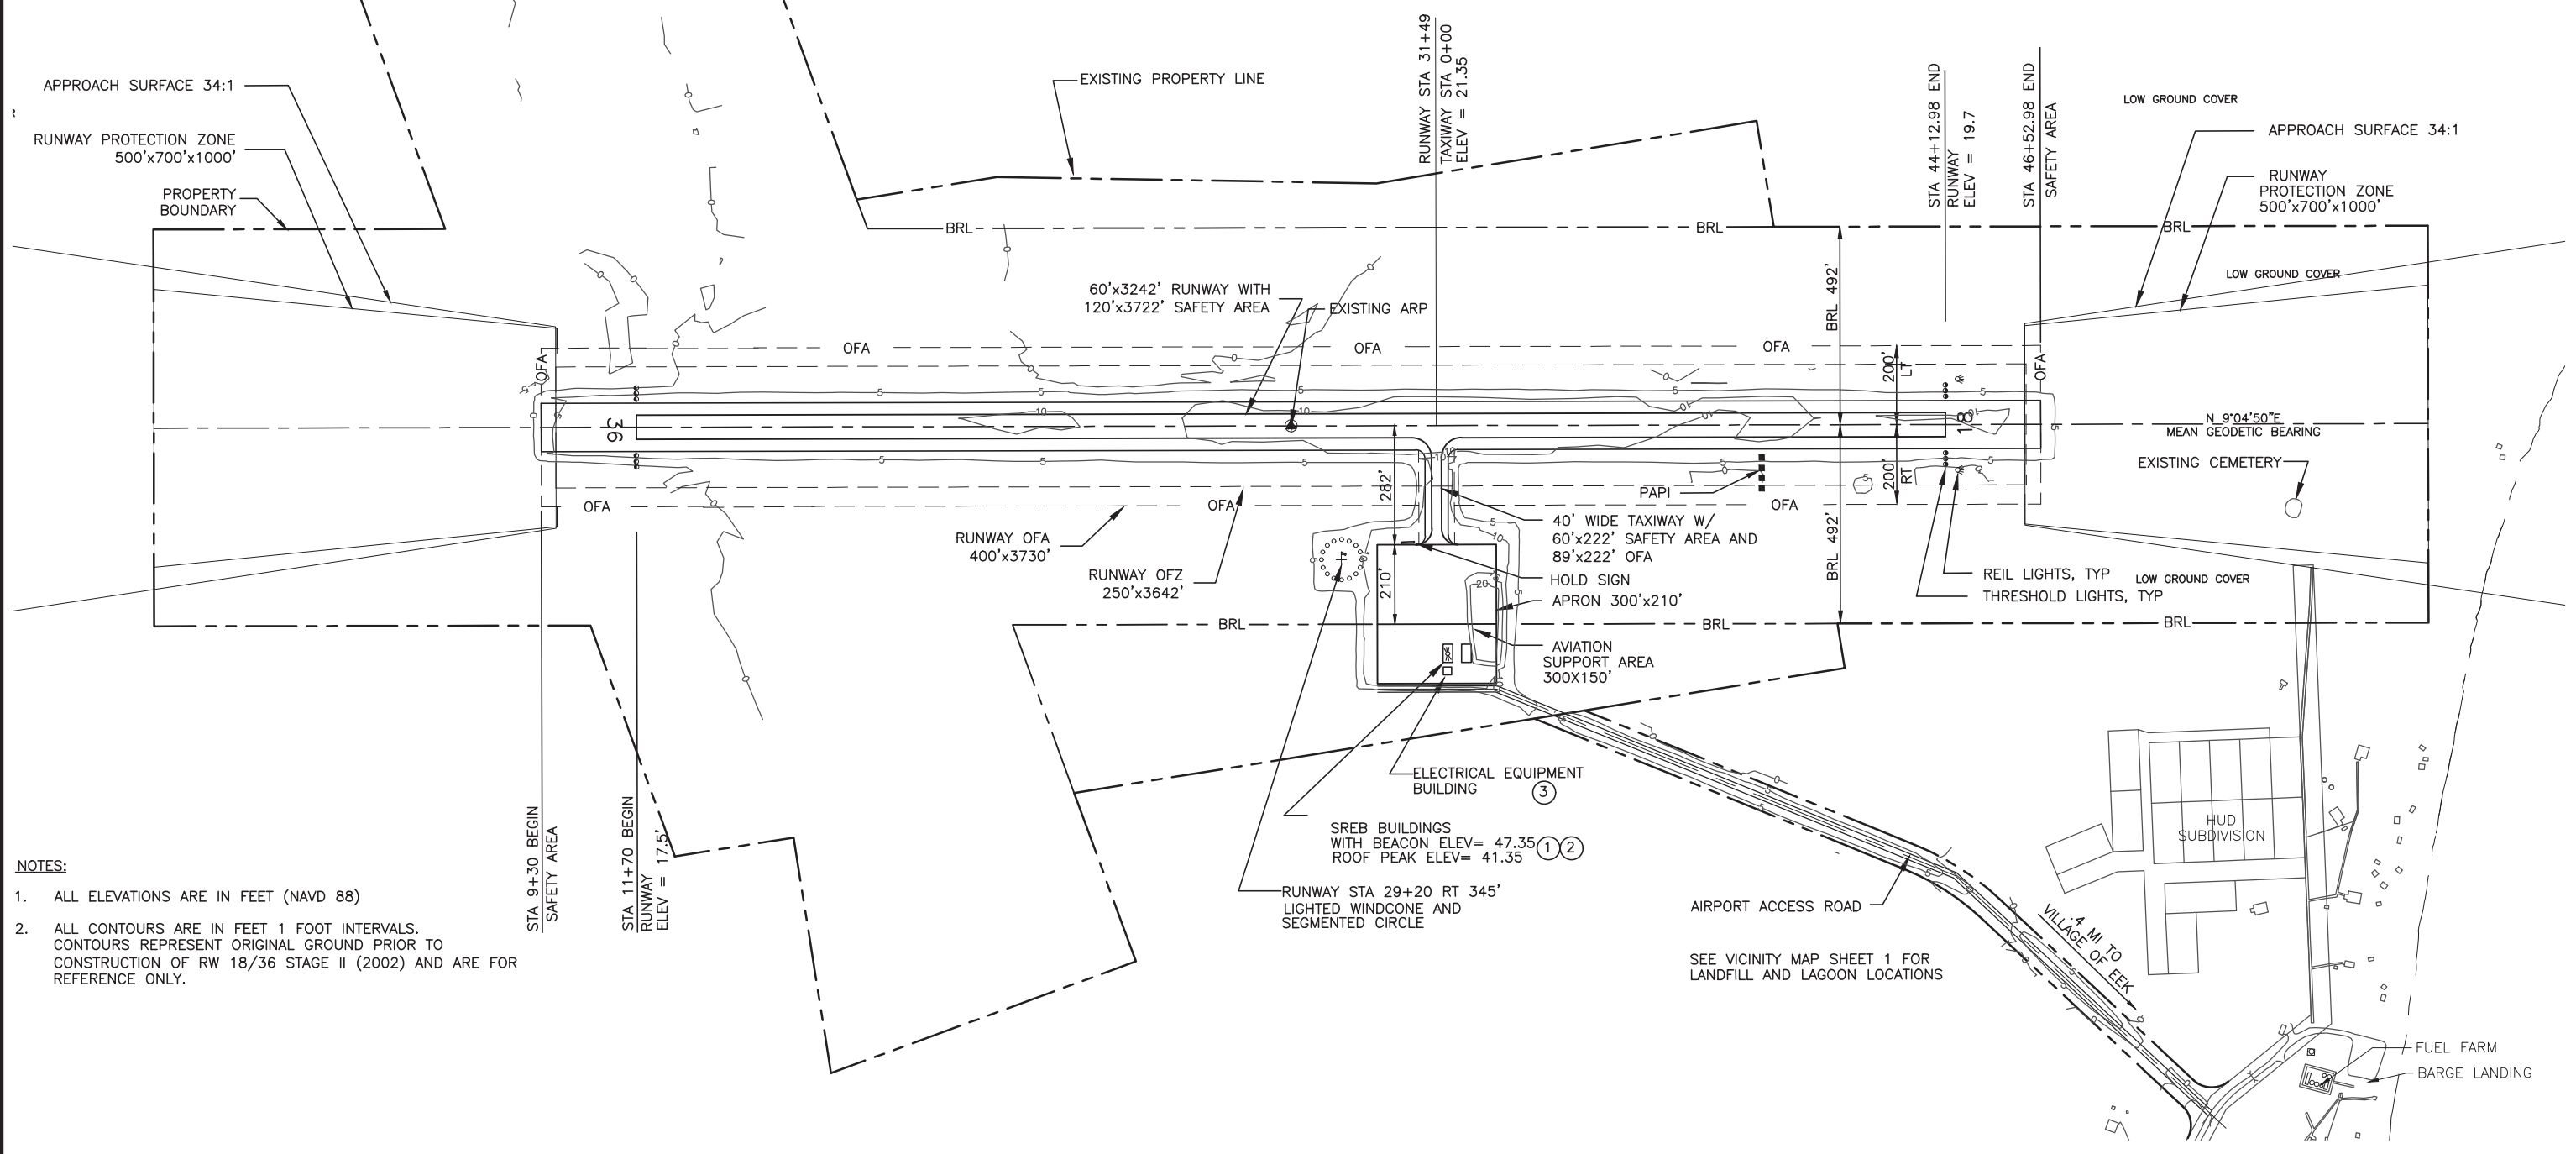 APPROACH SURFACE 34:1
RUNWAY PROTECTION ZONE
500'x700'x1000'
PROPERTY
BOUNDARY
EXISTING PROPERTY LINE
RUNWAY STA 31+49
TAXIWAY STA 0+00
ELEV = 21.35
STA 44+12.98 END
RUNWAY
ELEV = 19.7
STA 46+52.98 END
SAFETY AREA
LOW GROUND COVER
APPROACH SURFACE 34:1
RUNWAY
PROTECTION ZONE
500'x700'x1000'
BRL
BRL
BRL
LOW GROUND COVER
60'x3242' RUNWAY WITH
120'x3722' SAFETY AREA
EXISTING ARP
BRL 492'
OFA
OFA
OFA
OFA
OFA
200'
LT
36
18
N 9°04'50"E
MEAN GEODETIC BEARING
EXISTING CEMETERY
282'
PAPI
200'
RT
OFA
OFA
OFA
RUNWAY OFA
400'x3730'
RUNWAY OFZ
250'x3642'
40' WIDE TAXIWAY W/
60'x222' SAFETY AREA AND
89'x222' OFA
HOLD SIGN
APRON 300'x210'
210'
BRL 492'
REIL LIGHTS, TYP
THRESHOLD LIGHTS, TYP
LOW GROUND COVER
BRL
BRL
BRL
AVIATION
SUPPORT AREA
300X150'
ELECTRICAL EQUIPMENT
BUILDING 3
SREB BUILDINGS
WITH BEACON ELEV= 47.35 1 2
ROOF PEAK ELEV= 41.35
RUNWAY STA 29+20 RT 345'
LIGHTED WINDCONE AND
SEGMENTED CIRCLE
STA 9+30 BEGIN
SAFETY AREA
STA 11+70 BEGIN
RUNWAY
ELEV = 17.5'
HUD
SUBDIVISION
AIRPORT ACCESS ROAD
SEE VICINITY MAP SHEET 1 FOR
LANDFILL AND LAGOON LOCATIONS
.4 MI TO
VILLAGE OF EEK
FUEL FARM
BARGE LANDING
NOTES:
1. ALL ELEVATIONS ARE IN FEET (NAVD 88)
2. ALL CONTOURS ARE IN FEET 1 FOOT INTERVALS.
CONTOURS REPRESENT ORIGINAL GROUND PRIOR TO
CONSTRUCTION OF RW 18/36 STAGE II (2002) AND ARE FOR
REFERENCE ONLY.